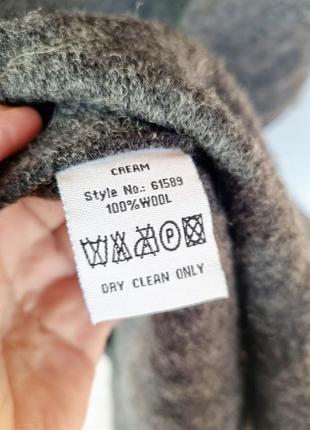 CREAM
Style No.: 61589
100%WOOL
P
DRY CLEAN ONLY